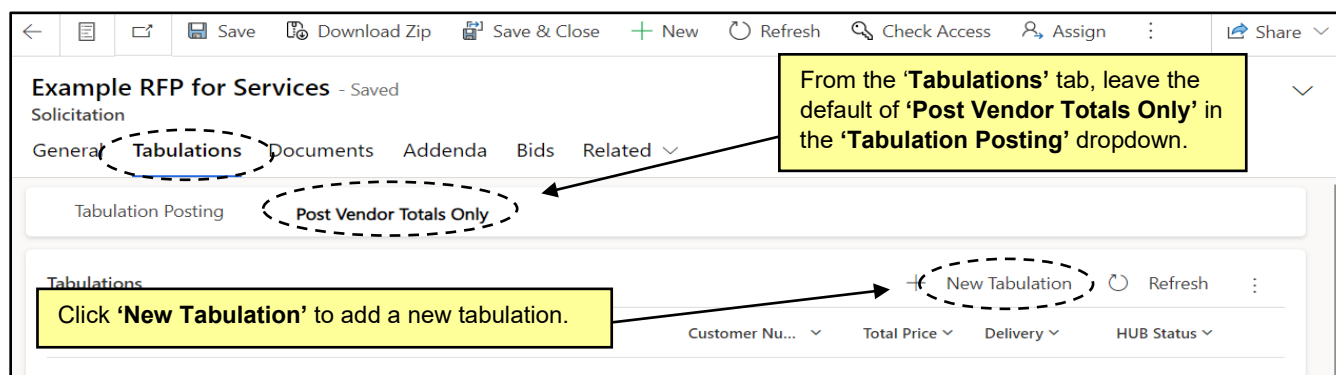 Save Download Zip Save & Close New Refresh Check Access Assign Share
Example RFP for Services - Saved
Solicitation
General Tabulations Documents Addenda Bids Related
From the ‘Tabulations’ tab, leave the
default of ‘Post Vendor Totals Only’ in
the ‘Tabulation Posting’ dropdown.
Tabulation Posting Post Vendor Totals Only
Tabulations New Tabulation Refresh
Click ‘New Tabulation’ to add a new tabulation.
Customer Nu... Total Price Delivery HUB Status